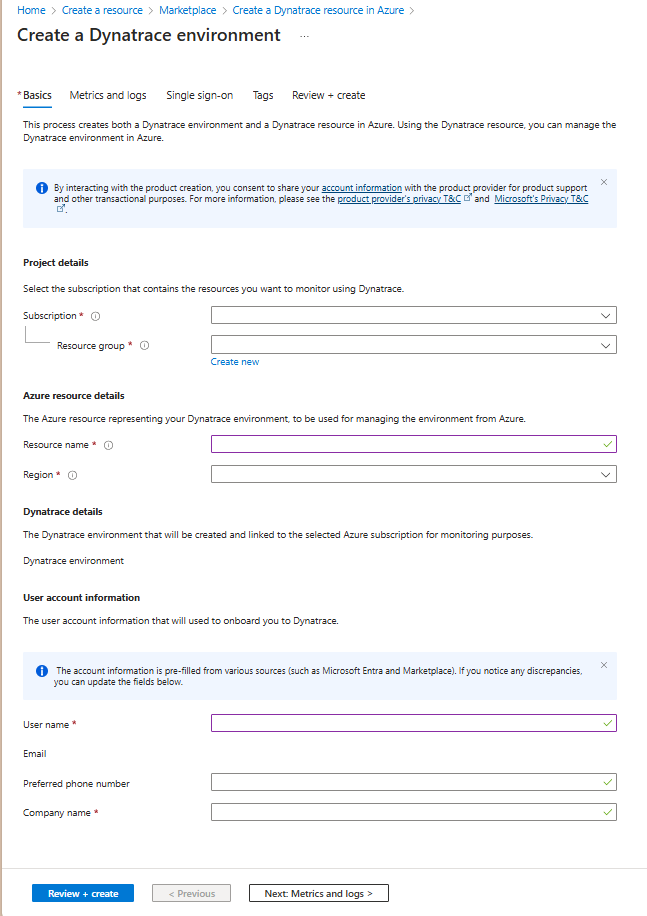 Home > Create a resource > Marketplace > Create a Dynatrace resource in Azure >
Create a Dynatrace environment ...
* Basics Metrics and logs Single sign-on Tags Review + create
This process creates both a Dynatrace environment and a Dynatrace resource in Azure. Using the Dynatrace resource, you can manage the
Dynatrace environment in Azure.
By interacting with the product creation, you consent to share your account information with the product provider for product support
and other transactional purposes. For more information, please see the product provider's privacy T&C and Microsoft's Privacy T&C
.
Project details
Select the subscription that contains the resources you want to monitor using Dynatrace.
Subscription *
Resource group *
Create new
Azure resource details
The Azure resource representing your Dynatrace environment, to be used for managing the environment from Azure.
Resource name *
Region *
Dynatrace details
The Dynatrace environment that will be created and linked to the selected Azure subscription for monitoring purposes.
Dynatrace environment
User account information
The user account information that will used to onboard you to Dynatrace.
The account information is pre-filled from various sources (such as Microsoft Entra and Marketplace). If you notice any discrepancies,
you can update the fields below.
User name *
Email
Preferred phone number
Company name *
Review + create < Previous Next: Metrics and logs >